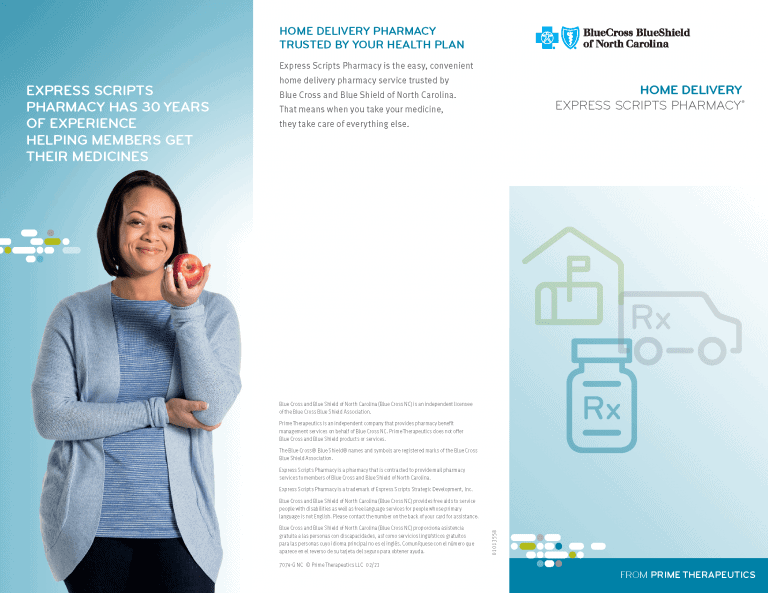 EXPRESS SCRIPTS
PHARMACY HAS 30 YEARS
OF EXPERIENCE
HELPING MEMBERS GET
THEIR MEDICINES
HOME DELIVERY PHARMACY
TRUSTED BY YOUR HEALTH PLAN
Express Scripts Pharmacy is the easy, convenient
home delivery pharmacy service trusted by
Blue Cross and Blue Shield of North Carolina.
That means when you take your medicine,
they take care of everything else.
Blue Cross and Blue Shield of North Carolina (Blue Cross NC) is an independent licensee
of the Blue Cross Blue Shield Association.
Prime Therapeutics is an independent company that provides pharmacy benefit
management services on behalf of Blue Cross NC. Prime Therapeutics does not offer
Blue Cross and Blue Shield products or services.
The Blue Cross® Blue Shield® names and symbols are registered marks of the Blue Cross
Blue Shield Association.
Express Scripts Pharmacy is a pharmacy that is contracted to provide mail pharmacy
services to members of Blue Cross and Blue Shield of North Carolina.
Express Scripts Pharmacy is a trademark of Express Scripts Strategic Development, Inc.
Blue Cross and Blue Shield of North Carolina (Blue Cross NC) provides free aids to service
people with disabilities as well as free language services for people whose primary
language is not English. Please contact the number on the back of your card for assistance.
Blue Cross and Blue Shield of North Carolina (Blue Cross NC) proporciona asistencia
gratuita a las personas con discapacidades, así como servicios lingüísticos gratuitos
para las personas cuyo idioma principal no es el inglés. Comuníquese con el número que
aparece en el reverso de su tarjeta del seguro para obtener ayuda.
7074-G NC © Prime Therapeutics LLC 02/23
BlueCross BlueShield
of North Carolina
HOME DELIVERY
EXPRESS SCRIPTS PHARMACY®
Rx
Rx
FROM PRIME THERAPEUTICS